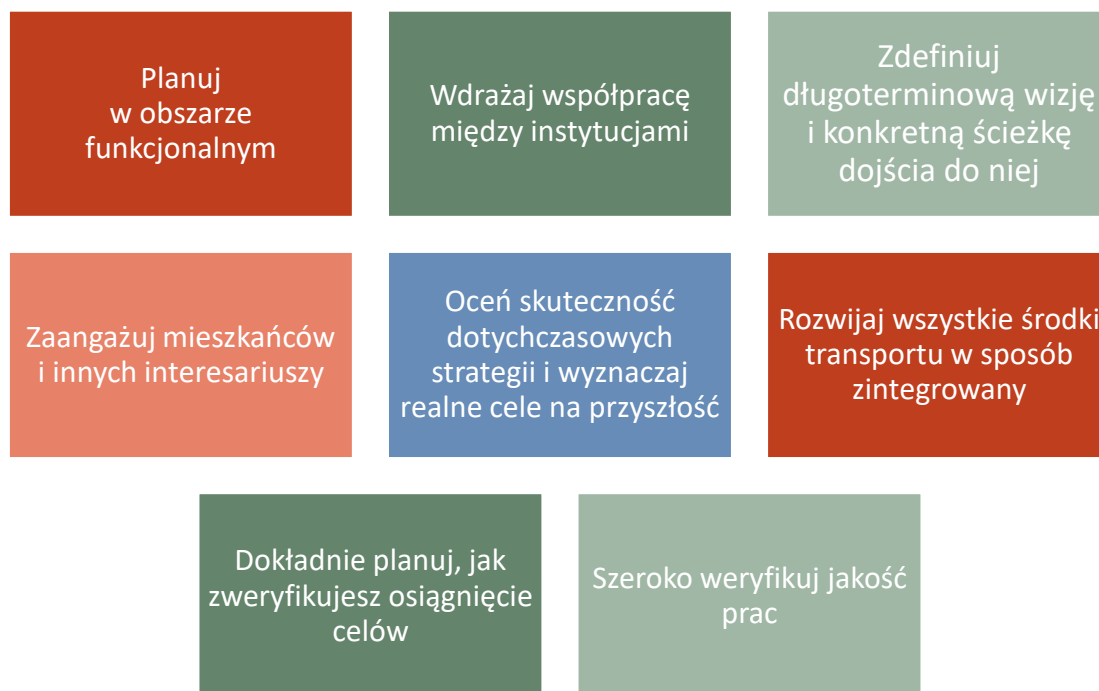 Planuj
w obszarze
funkcjonalnym
Wdrażaj współpracę
między instytucjami
Zdefiniuj
długoterminową wizję
i konkretną ścieżkę
dojścia do niej
Zaangażuj mieszkańców
i innych interesariuszy
Oceń skuteczność
dotychczasowych
strategii i wyznaczaj
realne cele na przyszłość
Rozwijaj wszystkie środki
transportu w sposób
zintegrowany
Dokładnie planuj, jak
zweryfikujesz osiągnięcie
celów
Szeroko weryfikuj jakość
prac